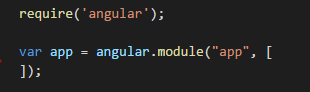 require('angular');
var app = angular.module("app", [
]);